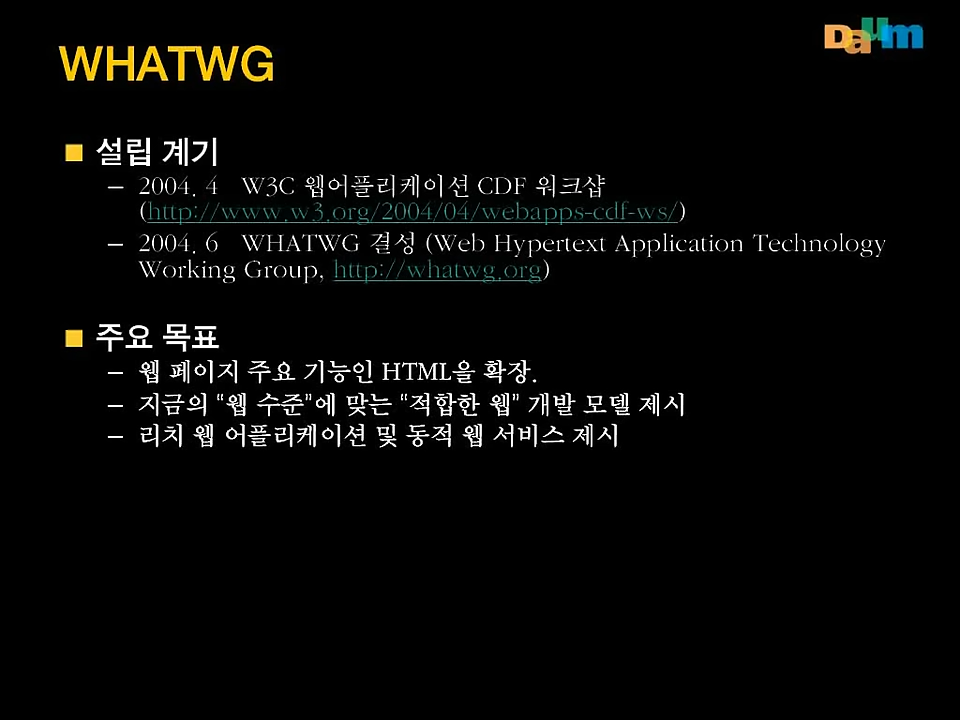 WHATWG
Daum
설립 계기
– 2004. 4 W3C 웹어플리케이션 CDF 워크샵
(http://www.w3.org/2004/04/webapps-cdf-ws/)
– 2004. 6 WHATWG 결성 (Web Hypertext Application Technology
Working Group, http://whatwg.org)
주요 목표
– 웹 페이지 주요 기능인 HTML을 확장.
– 지금의 “웹 수준”에 맞는 “적합한 웹” 개발 모델 제시
– 리치 웹 어플리케이션 및 동적 웹 서비스 제시